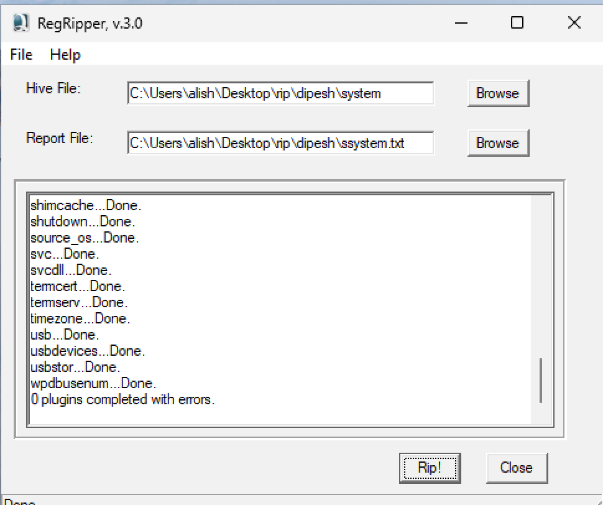 RegRipper, v.3.0
File Help
Hive File: C:\Users\alish\Desktop\rip\dipesh\system Browse
Report File: C:\Users\alish\Desktop\rip\dipesh\ssystem.txt Browse
shimcache...Done.
shutdown...Done.
source_os...Done.
svc...Done.
svcdll...Done.
termcert...Done.
termserv...Done.
timezone...Done.
usb...Done.
usbdevices...Done.
usbstor...Done.
wpdbusenum...Done.
0 plugins completed with errors.
Rip! Close
Done